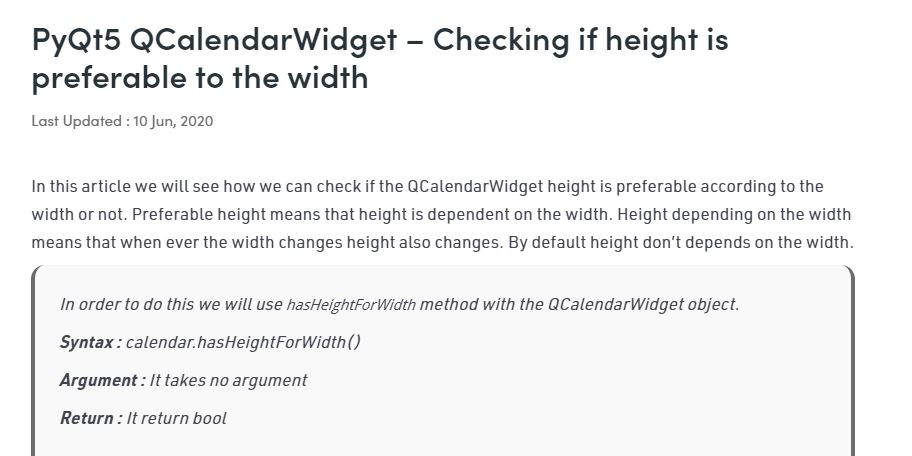 PyQt5 QCalendarWidget – Checking if height is
preferable to the width
Last Updated : 10 Jun, 2020
In this article we will see how we can check if the QCalendarWidget height is preferable according to the
width or not. Preferable height means that height is dependent on the width. Height depending on the width
means that when ever the width changes height also changes. By default height don’t depends on the width.
In order to do this we will use hasHeightForWidth method with the QCalendarWidget object.
Syntax : calendar.hasHeightForWidth()
Argument : It takes no argument
Return : It return bool